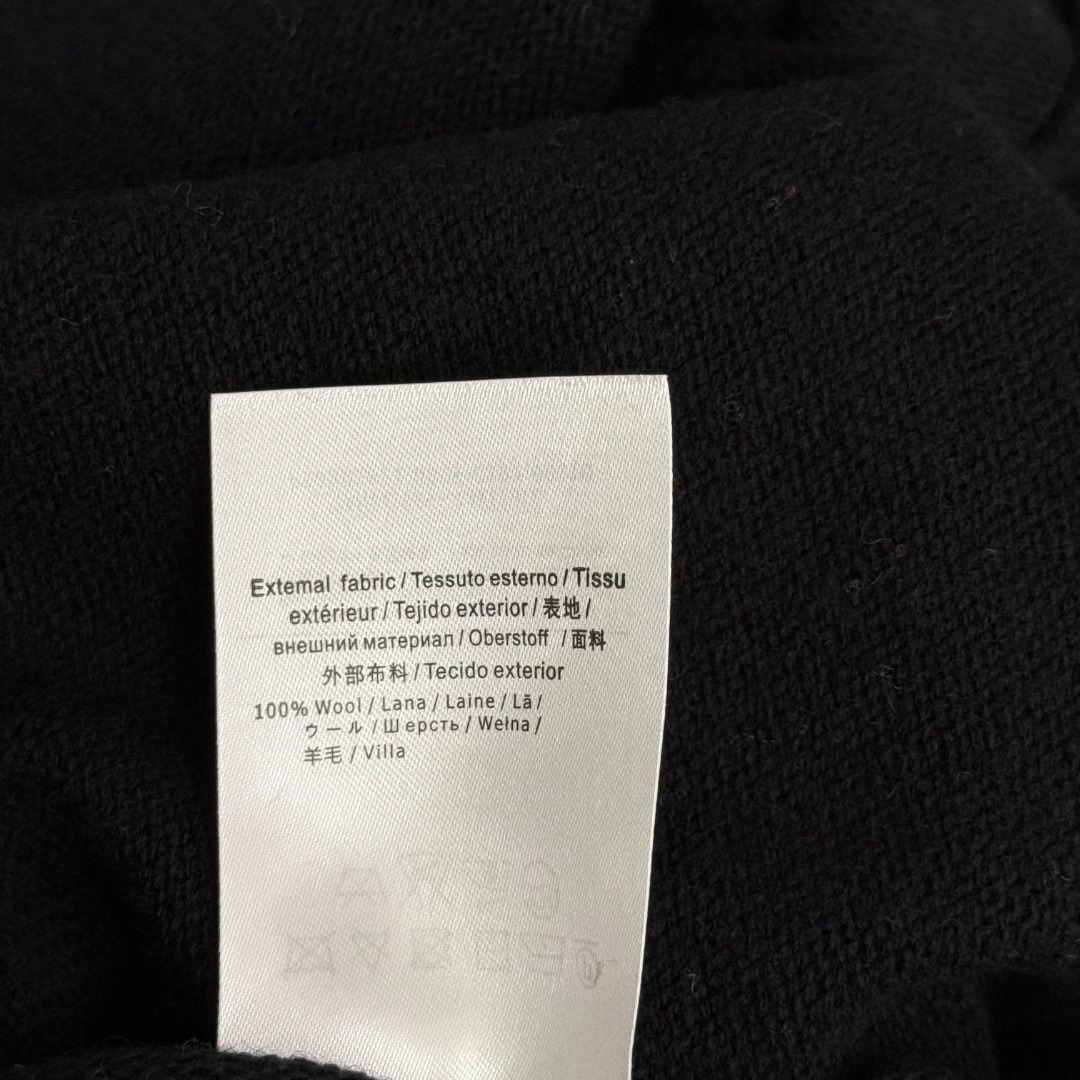 Extemal fabric / Tessuto esterno / Tissu
extérieur / Tejido exterior / 表地 /
внешний материал / Oberstoff / 面料
外部布料 / Tecido exterior
100% Wool / Lana / Laine / Lã /
ウール / Шерсть / Wełna /
羊毛 / Villa